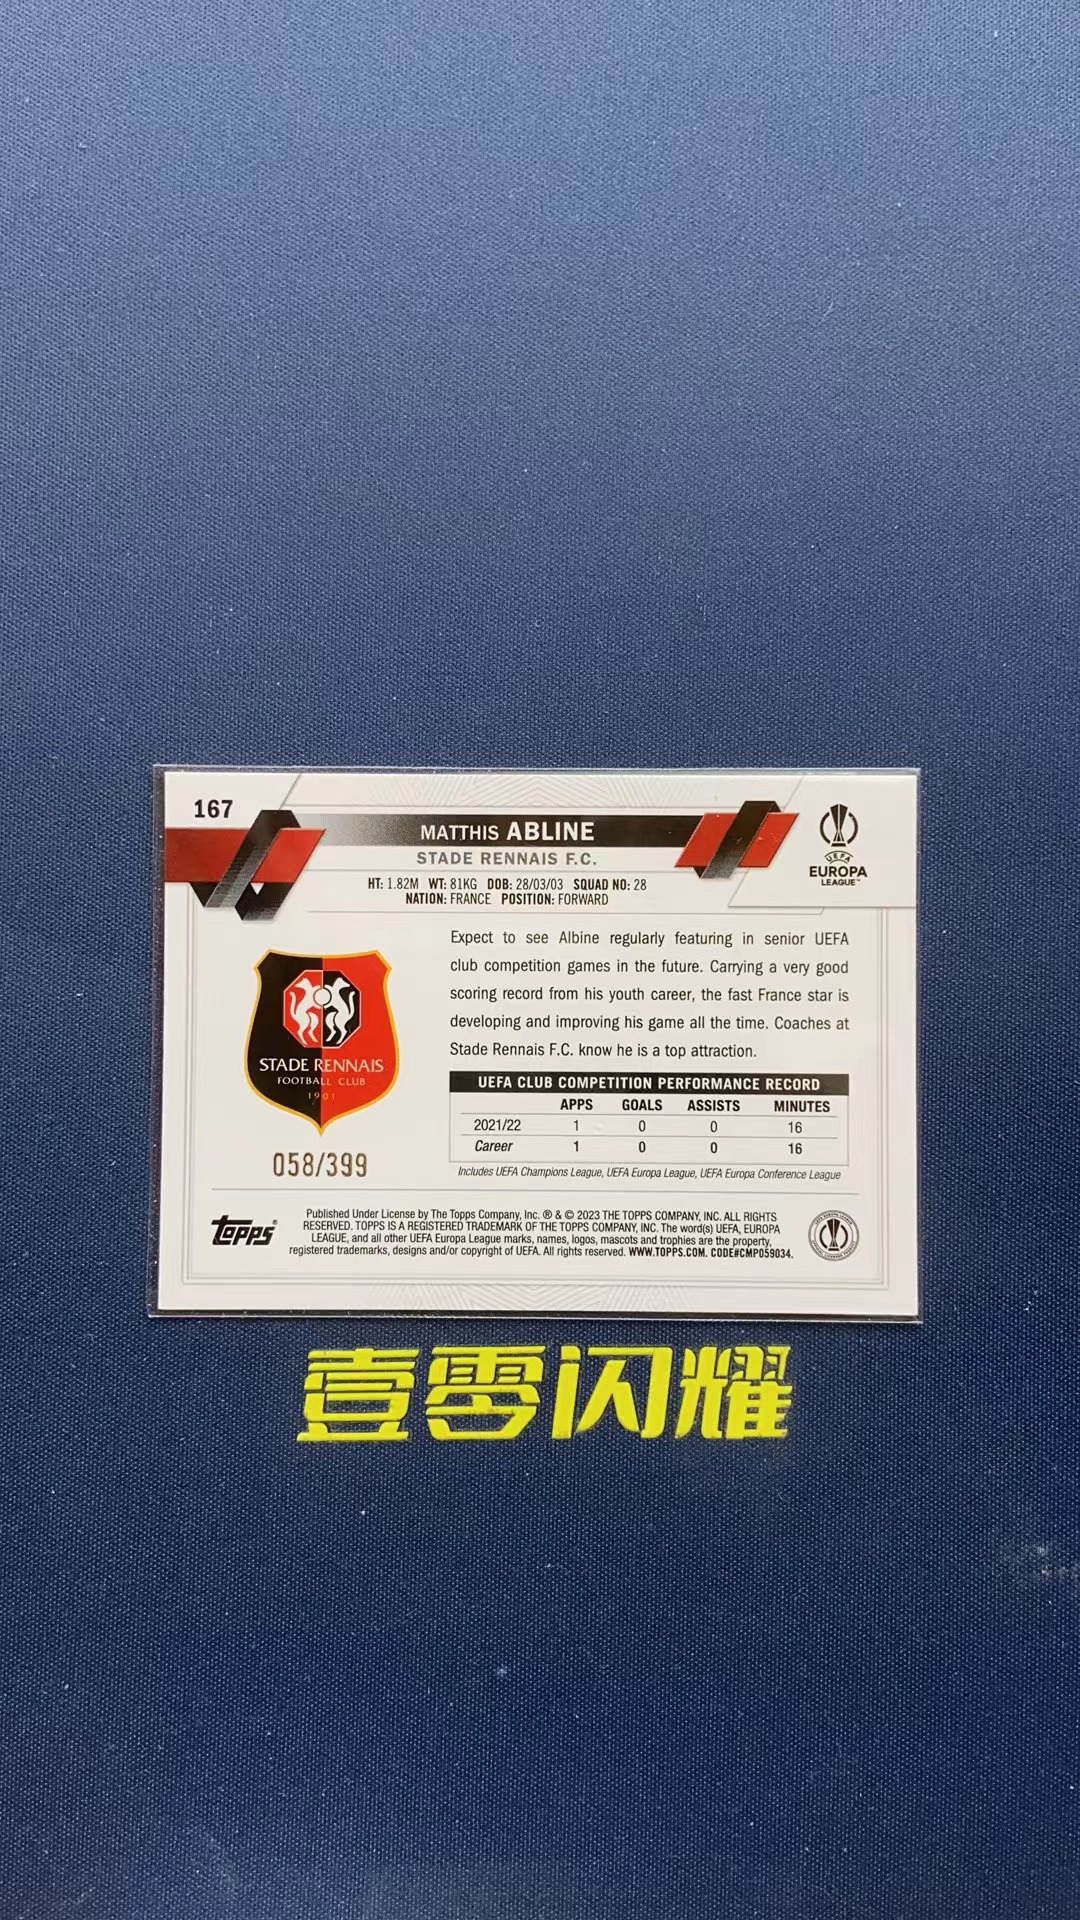 167
MATTHIS ABLINE
STADE RENNAIS F.C.
HT: 1.82M WT: 81KG DOB: 28/03/03 SQUAD NO: 28
NATION: FRANCE POSITION: FORWARD
UEFA
EUROPA
LEAGUE™
Expect to see Albine regularly featuring in senior UEFA
club competition games in the future. Carrying a very good
scoring record from his youth career, the fast France star is
developing and improving his game all the time. Coaches at
Stade Rennais F.C. know he is a top attraction.
STADE RENNAIS
FOOTBALL CLUB
1901
058/399
UEFA CLUB COMPETITION PERFORMANCE RECORD
APPS GOALS ASSISTS MINUTES
2021/22 1 0 0 16
Career 1 0 0 16
Includes UEFA Champions League, UEFA Europa League, UEFA Europa Conference League
topps®
Published Under License by The Topps Company, Inc. ® & © 2023 THE TOPPS COMPANY, INC. ALL RIGHTS
RESERVED. TOPPS IS A REGISTERED TRADEMARK OF THE TOPPS COMPANY, INC. The word(s) UEFA, EUROPA
LEAGUE, and all other UEFA Europa League marks, names, logos, mascots and trophies are the property,
registered trademarks, designs and/or copyright of UEFA. All rights reserved. WWW.TOPPS.COM. CODE#CMP059034.
壹零闪耀